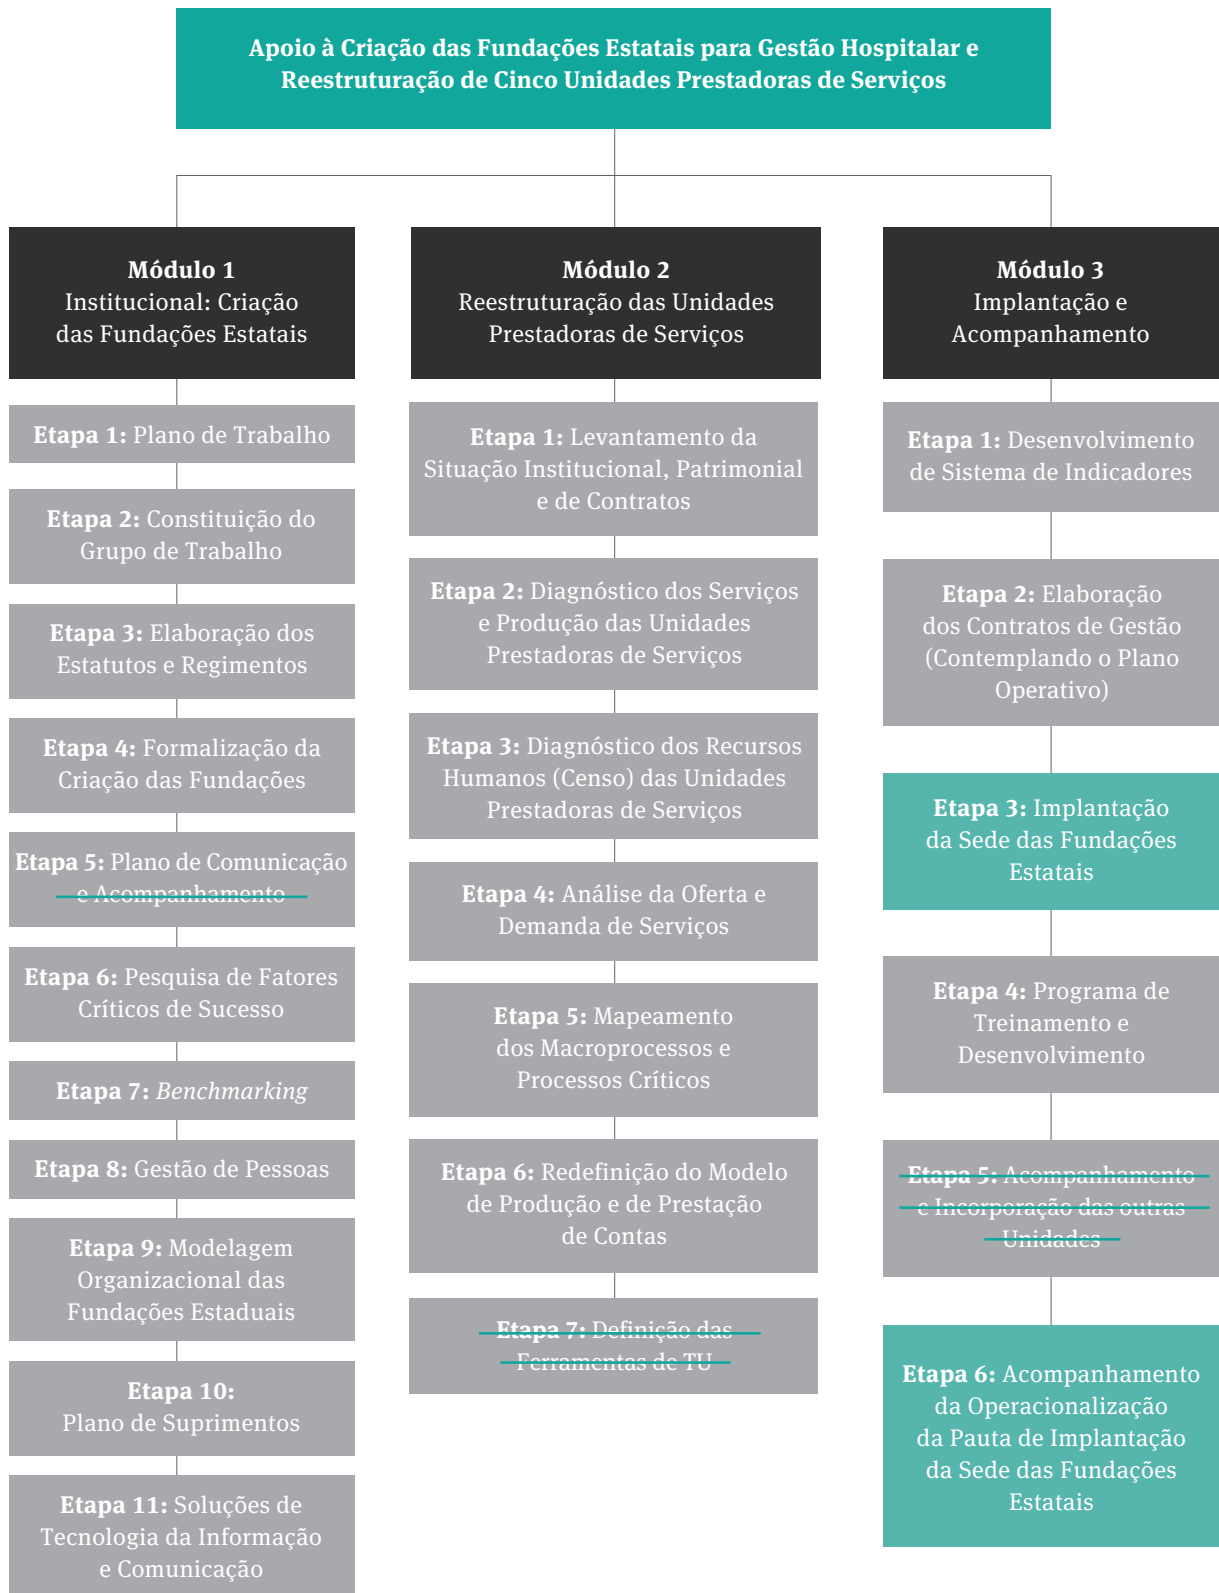 Apoio à Criação das Fundações Estatais para Gestão Hospitalar e
Reestruturação de Cinco Unidades Prestadoras de Serviços
Módulo 1
Institucional: Criação
das Fundações Estatais
Etapa 1: Plano de Trabalho
Etapa 2: Constituição do
Grupo de Trabalho
Etapa 3: Elaboração dos
Estatutos e Regimentos
Etapa 4: Formalização da
Criação das Fundações
Etapa 5: Plano de Comunicação
e Acompanhamento
Etapa 6: Pesquisa de Fatores
Críticos de Sucesso
Etapa 7: Benchmarking
Etapa 8: Gestão de Pessoas
Etapa 9: Modelagem
Organizacional das
Fundações Estaduais
Etapa 10:
Plano de Suprimentos
Etapa 11: Soluções de
Tecnologia da Informação
e Comunicação
Módulo 2
Reestruturação das Unidades
Prestadoras de Serviços
Etapa 1: Levantamento da
Situação Institucional, Patrimonial
e de Contratos
Etapa 2: Diagnóstico dos Serviços
e Produção das Unidades
Prestadoras de Serviços
Etapa 3: Diagnóstico dos Recursos
Humanos (Censo) das Unidades
Prestadoras de Serviços
Etapa 4: Análise da Oferta e
Demanda de Serviços
Etapa 5: Mapeamento
dos Macroprocessos e
Processos Críticos
Etapa 6: Redefinição do Modelo
de Produção e de Prestação
de Contas
Etapa 7: Definição das
Ferramentas de TU
Módulo 3
Implantação e
Acompanhamento
Etapa 1: Desenvolvimento
de Sistema de Indicadores
Etapa 2: Elaboração
dos Contratos de Gestão
(Contemplando o Plano
Operativo)
Etapa 3: Implantação
da Sede das Fundações
Estatais
Etapa 4: Programa de
Treinamento e
Desenvolvimento
Etapa 5: Acompanhamento
e Incorporação das outras
Unidades
Etapa 6: Acompanhamento
da Operacionalização
da Pauta de Implantação
da Sede das Fundações
Estatais